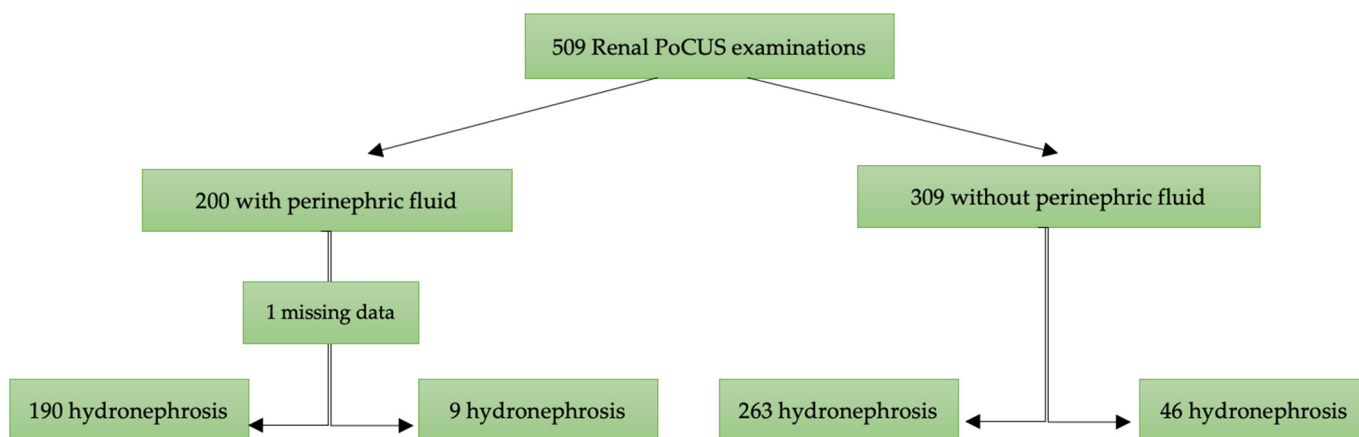 509 Renal PoCUS examinations
200 with perinephric fluid
309 without perinephric fluid
1 missing data
190 hydronephrosis
9 hydronephrosis
263 hydronephrosis
46 hydronephrosis